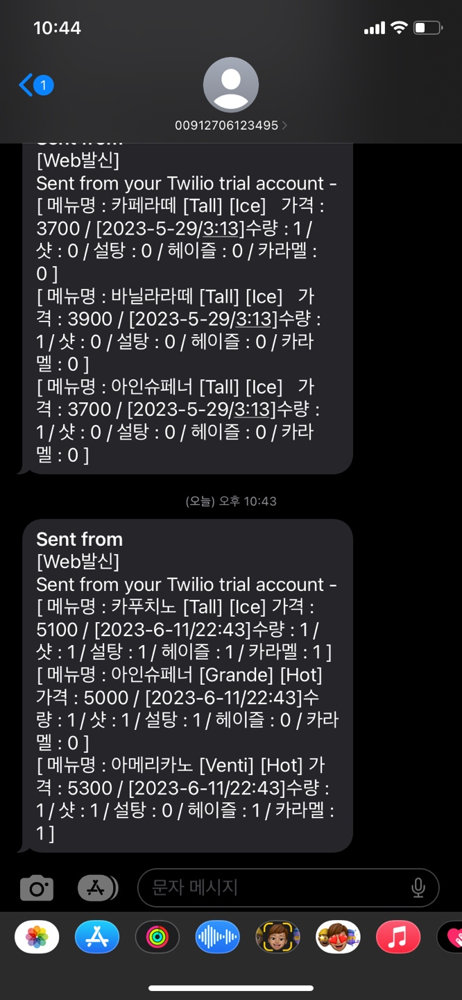 10:44
1
00912706123495
Sent from
[Web발신]
Sent from your Twilio trial account -
[ 메뉴명 : 카페라떼 [Tall] [Ice]   가격 :
3700 / [2023-5-29/3:13]수량 : 1 /
샷 : 0 / 설탕 : 0 / 헤이즐 : 0 / 카라멜 :
0 ]
[ 메뉴명 : 바닐라라떼 [Tall] [Ice]   가
격 : 3900 / [2023-5-29/3:13]수량 :
1 / 샷 : 0 / 설탕 : 0 / 헤이즐 : 0 / 카라
멜 : 0 ]
[ 메뉴명 : 아인슈페너 [Tall] [Ice]   가
격 : 3700 / [2023-5-29/3:13]수량 :
1 / 샷 : 0 / 설탕 : 0 / 헤이즐 : 0 / 카라
멜 : 0 ]
(오늘) 오후 10:43
Sent from
[Web발신]
Sent from your Twilio trial account -
[ 메뉴명 : 카푸치노 [Tall] [Ice] 가격 :
5100 / [2023-6-11/22:43]수량 : 1 /
샷 : 1 / 설탕 : 1 / 헤이즐 : 1 / 카라멜 : 1 ]
[ 메뉴명 : 아인슈페너 [Grande] [Hot]
가격 : 5000 / [2023-6-11/22:43]수
량 : 1 / 샷 : 1 / 설탕 : 1 / 헤이즐 : 0 / 카라
멜 : 0 ]
[ 메뉴명 : 아메리카노 [Venti] [Hot] 가
격 : 5300 / [2023-6-11/22:43]수량 :
1 / 샷 : 1 / 설탕 : 0 / 헤이즐 : 1 / 카라멜 :
1 ]
문자 메시지